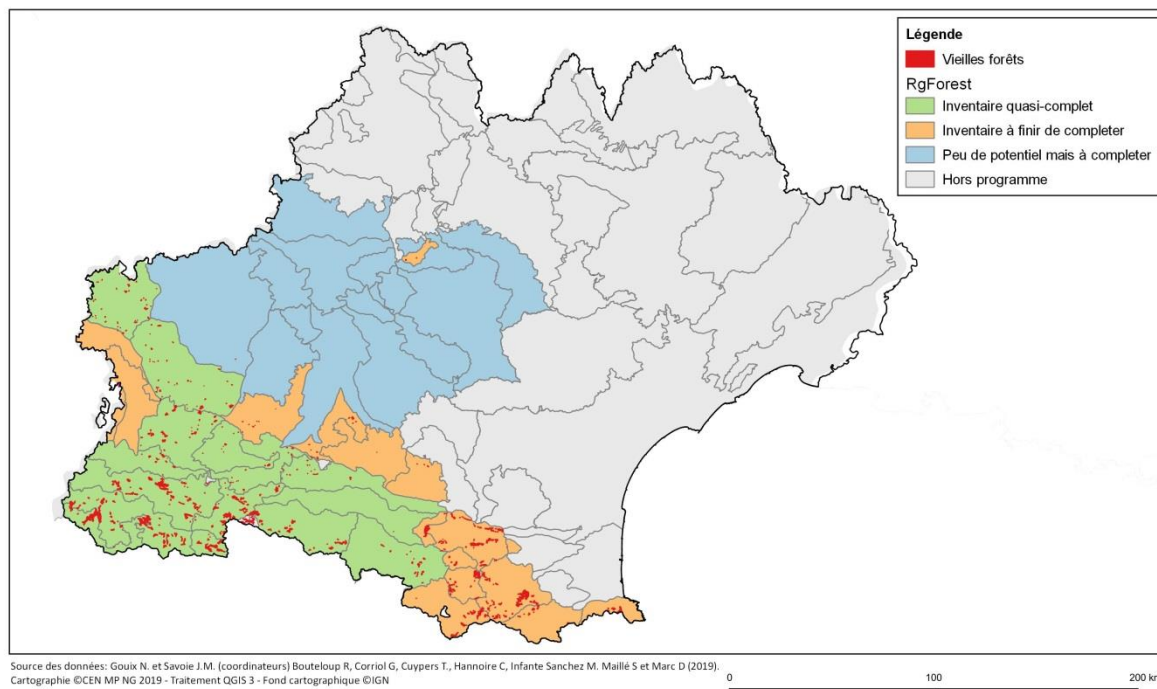 Légende
Vieilles forêts
RgForest
Inventaire quasi-complet
Inventaire à finir de completer
Peu de potentiel mais à completer
Hors programme
Source des données: Gouix N. et Savoie J.M. (coordinateurs) Bouteloup R, Corriol G, Cuypers T., Hannoire C, Infante Sanchez M. Maillé S et Marc D (2019).
Cartographie ©CEN MP NG 2019 - Traitement QGIS 3 - Fond cartographique ©IGN
0 100 200 km